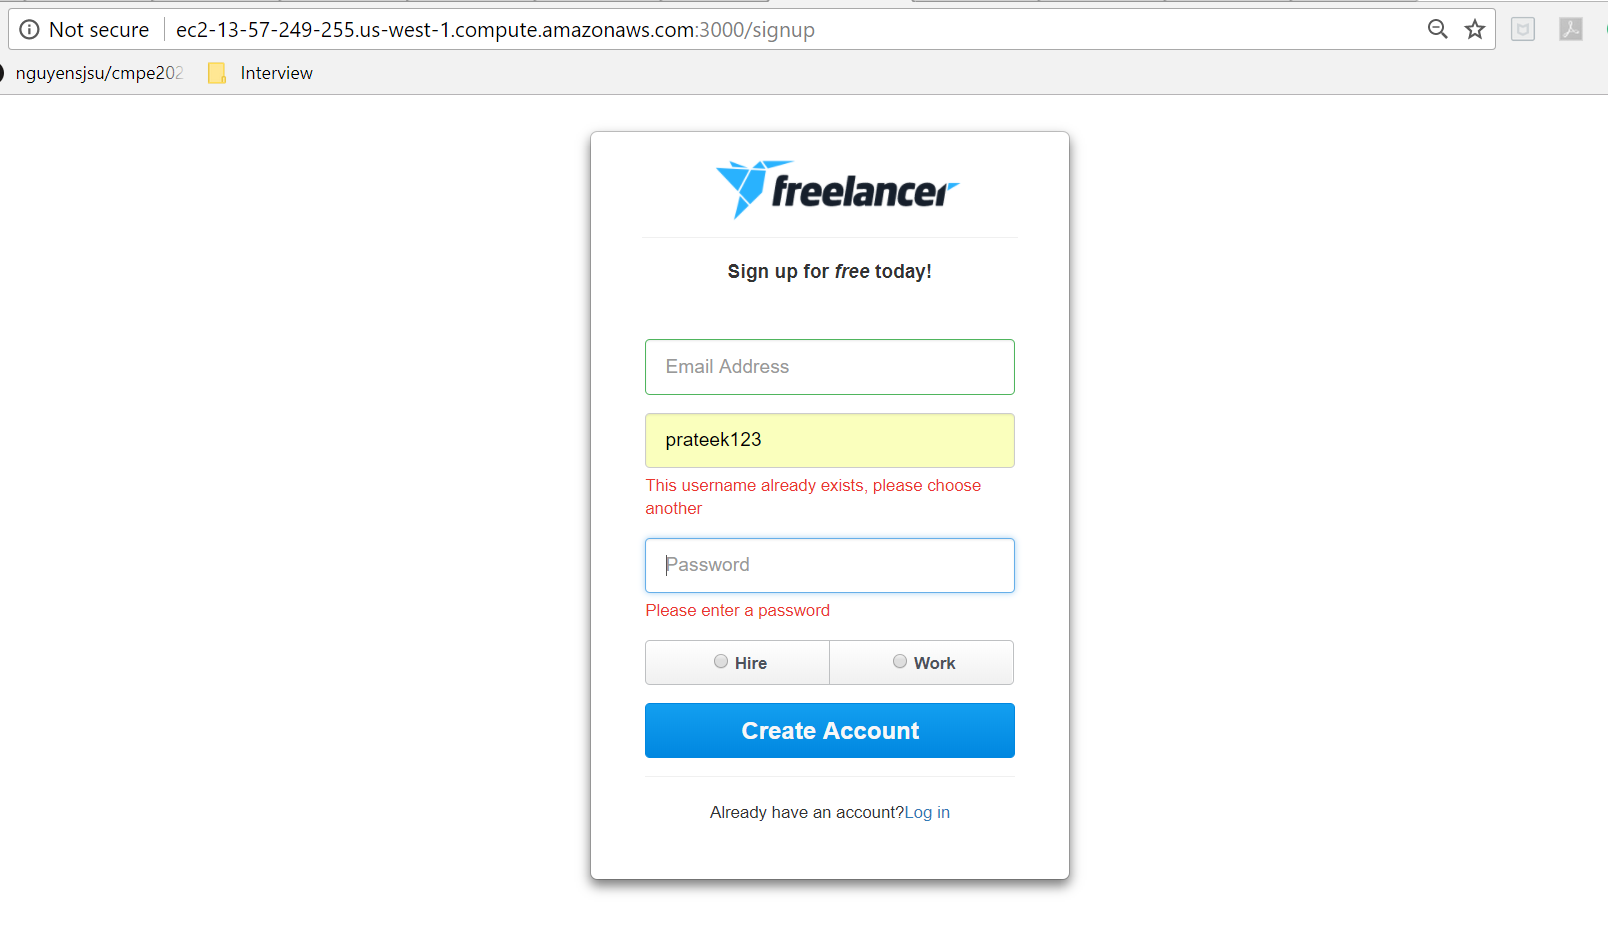 Not secure ec2-13-57-249-255.us-west-1.compute.amazonaws.com:3000/signup
nguyensjsu/cmpe202 Interview
freelancer
Sign up for free today!
Email Address
prateek123
This username already exists, please choose
another
Password
Please enter a password
Hire Work
Create Account
Already have an account?Log in